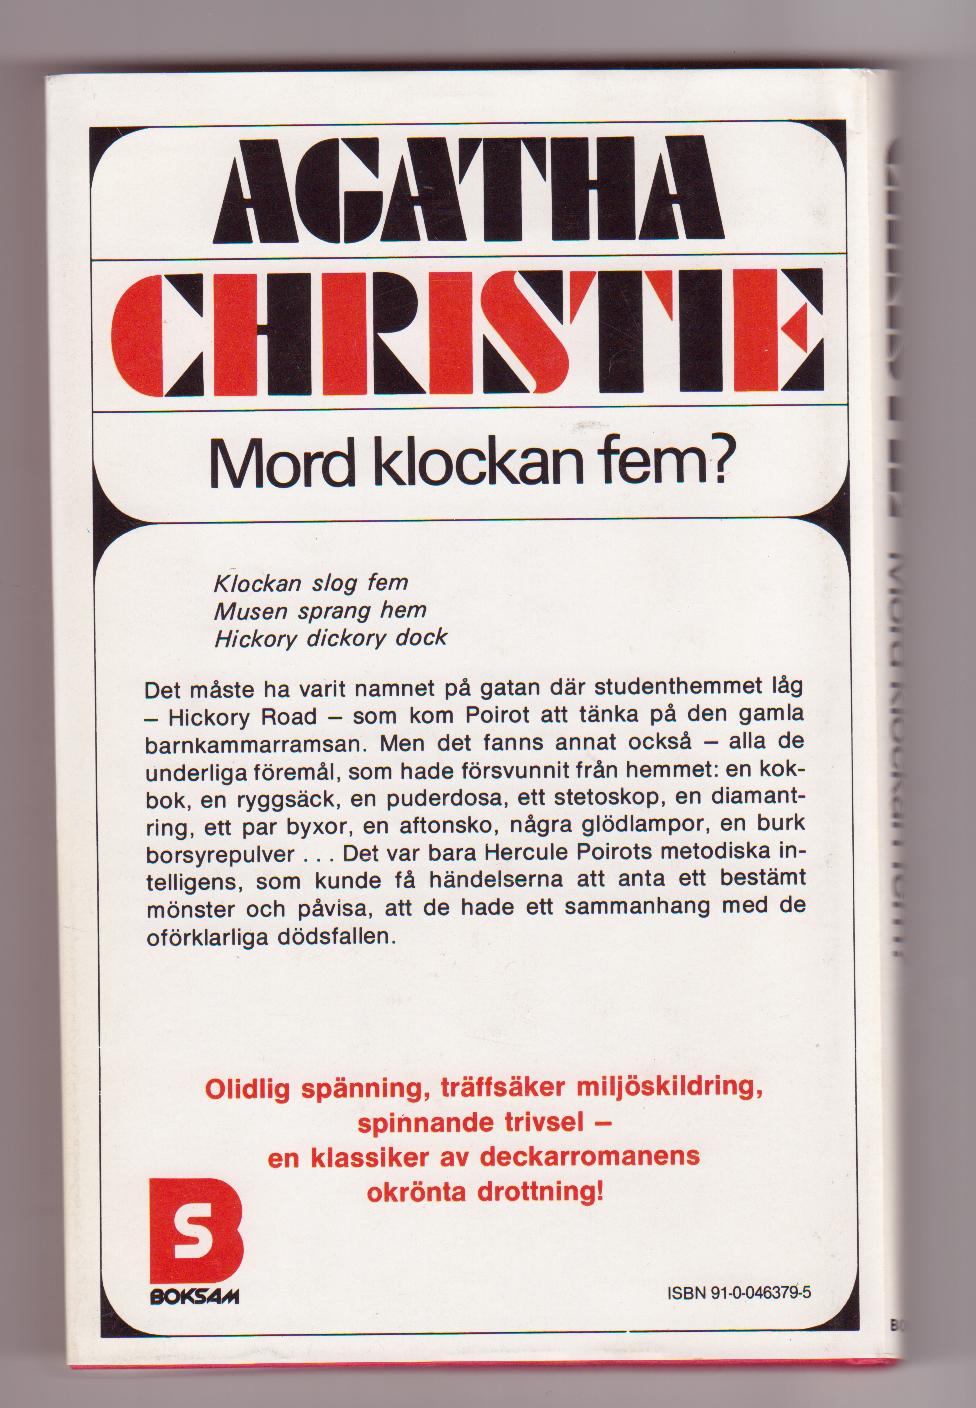 AGATHA
CHRISTIE
Mord klockan fem?
Klockan slog fem
Musen sprang hem
Hickory dickory dock
Det måste ha varit namnet på gatan där studenthemmet låg
– Hickory Road – som kom Poirot att tänka på den gamla
barnkammarramsan. Men det fanns annat också – alla de
underliga föremål, som hade försvunnit från hemmet: en kok-
bok, en ryggsäck, en puderdosa, ett stetoskop, en diamant-
ring, ett par byxor, en aftonsko, några glödlampor, en burk
borsyrepulver . . . Det var bara Hercule Poirots metodiska in-
telligens, som kunde få händelserna att anta ett bestämt
mönster och påvisa, att de hade ett sammanhang med de
oförklarliga dödsfallen.
Olidlig spänning, träffsäker miljöskildring,
spinnande trivsel –
en klassiker av deckarromanens
okrönta drottning!
BS
BOKSAM
ISBN 91-0-046379-5
Mord klockan fem